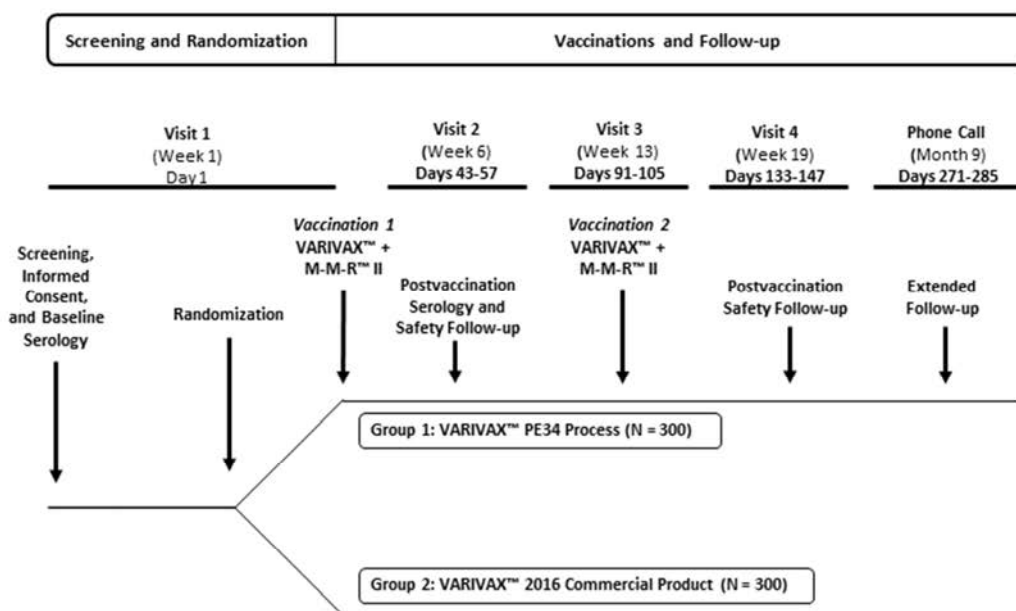 Screening and Randomization
Vaccinations and Follow-up
Visit 1
(Week 1)
Day 1
Visit 2
(Week 6)
Days 43-57
Visit 3
(Week 13)
Days 91-105
Visit 4
(Week 19)
Days 133-147
Phone Call
(Month 9)
Days 271-285
Screening,
Informed
Consent,
and Baseline
Serology
Randomization
Vaccination 1
VARIVAX™ +
M-M-R™ II
Postvaccination
Serology and
Safety Follow-up
Vaccination 2
VARIVAX™ +
M-M-R™ II
Postvaccination
Safety Follow-up
Extended
Follow-up
Group 1: VARIVAX™ PE34 Process (N = 300)
Group 2: VARIVAX™ 2016 Commercial Product (N = 300)